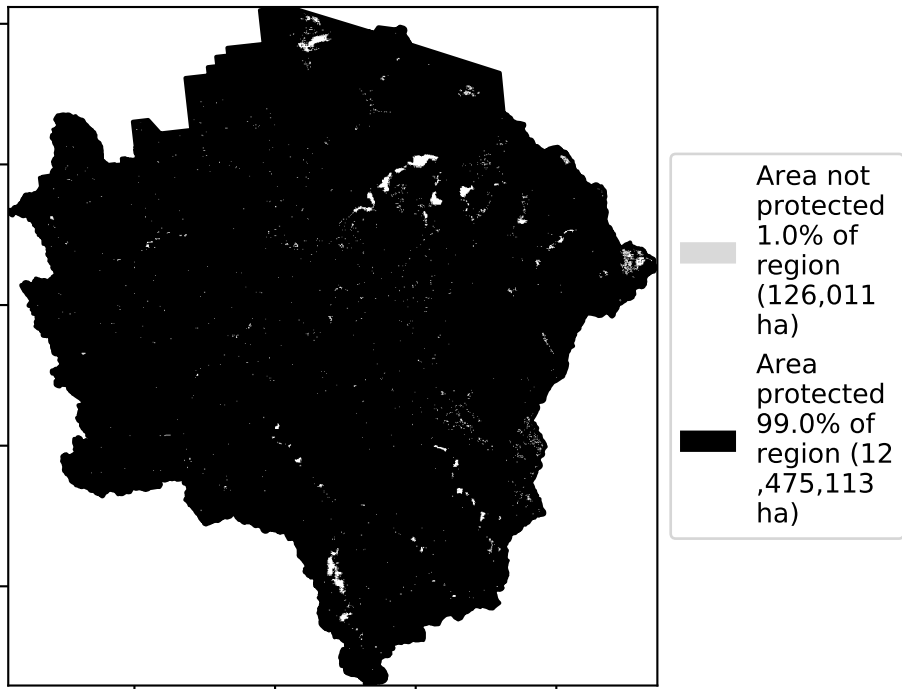 Area not
protected
1.0% of
region
(126,011
ha)
Area
protected
99.0% of
region (12
,475,113
ha)